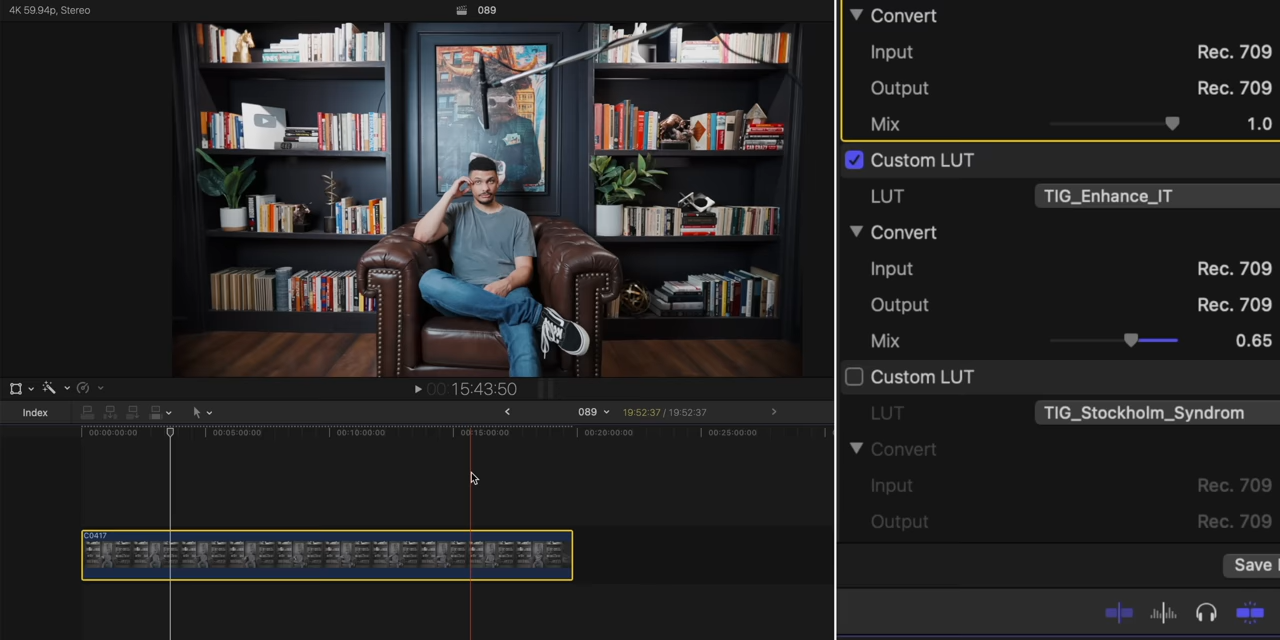 4K 59.94p, Stereo
089
00:15:43:50
Index
089
19:52:37 / 19:52:37
00:00:00:00
00:05:00:00
00:10:00:00
00:15:00:00
00:20:00:00
00:25:00:00
C0417
Convert
Input Rec. 709
Output Rec. 709
Mix 1.0
Custom LUT
LUT TIG_Enhance_IT
Convert
Input Rec. 709
Output Rec. 709
Mix 0.65
Custom LUT
LUT TIG_Stockholm_Syndrom
Convert
Input Rec. 709
Output Rec. 709
Save